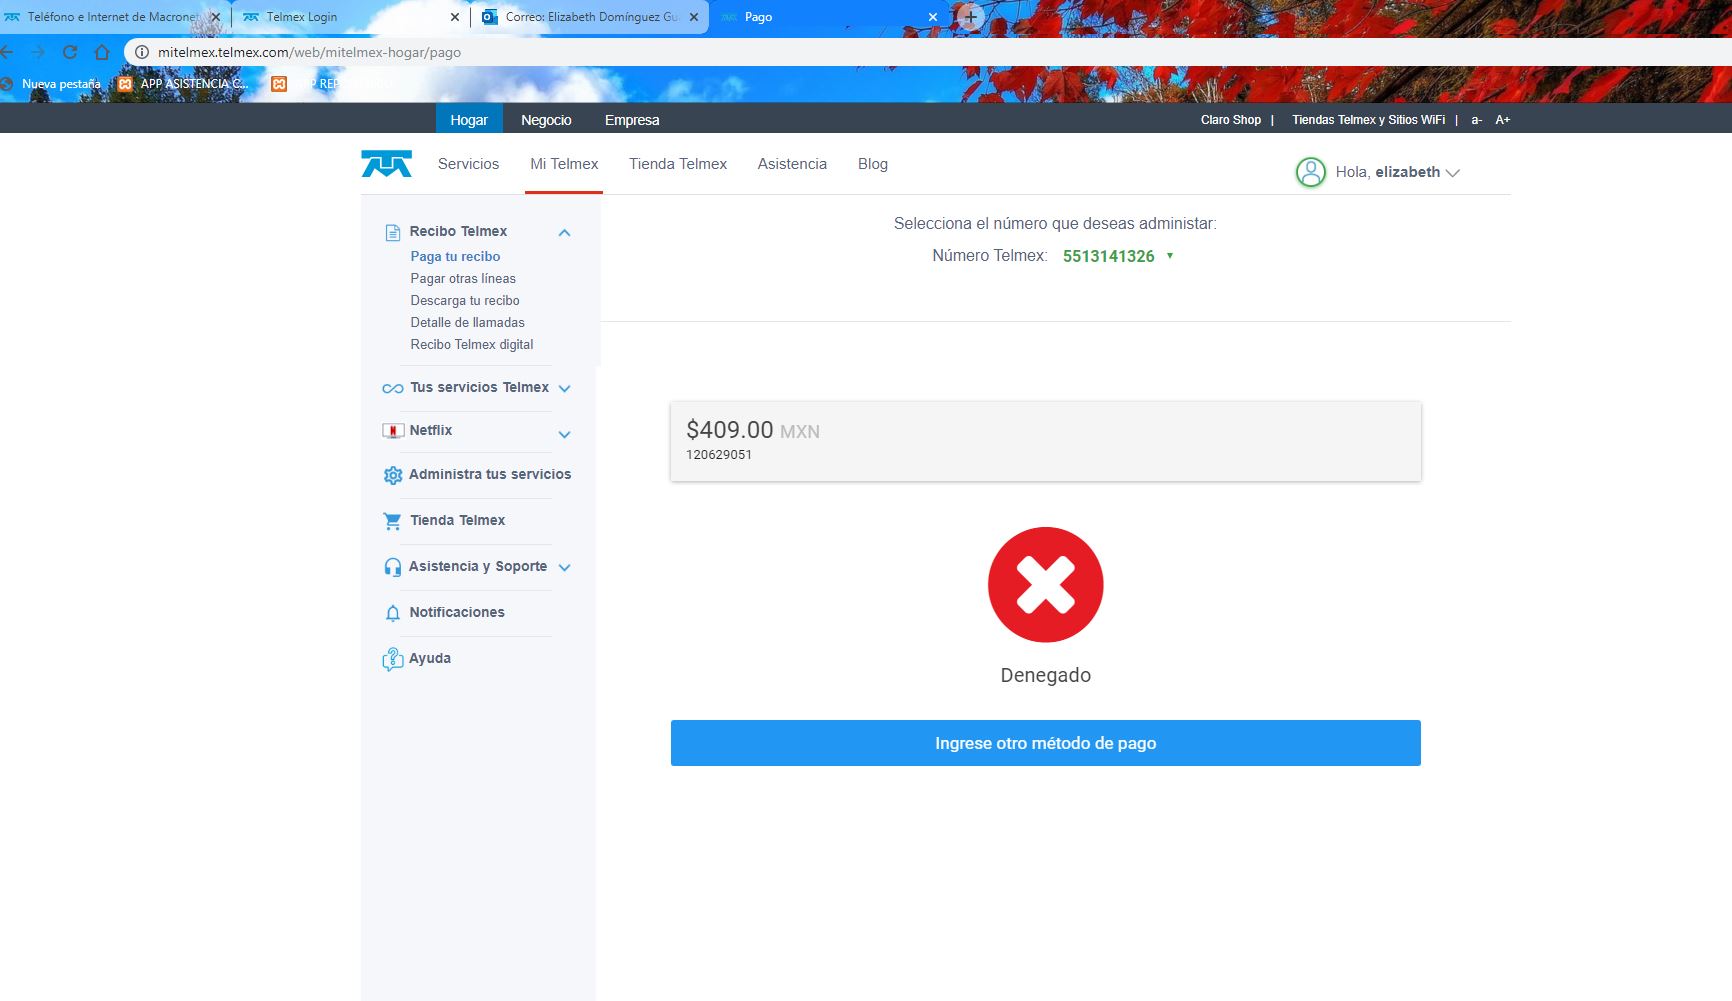 Teléfono e Internet de Macrone
Telmex Login
Correo: Elizabeth Domínguez Gu
Pago
mitelmex.telmex.com/web/mitelmex-hogar/pago
Nueva pestaña
APP ASISTENCIA C...
Hogar
Negocio
Empresa
Claro Shop |
Tiendas Telmex y Sitios WiFi |
a-
A+
Servicios
Mi Telmex
Tienda Telmex
Asistencia
Blog
Hola, elizabeth
Recibo Telmex
Paga tu recibo
Pagar otras líneas
Descarga tu recibo
Detalle de llamadas
Recibo Telmex digital
Tus servicios Telmex
Netflix
Administra tus servicios
Tienda Telmex
Asistencia y Soporte
Notificaciones
Ayuda
Selecciona el número que deseas administar:
Número Telmex: 5513141326
$409.00 MXN
120629051
Denegado
Ingrese otro método de pago